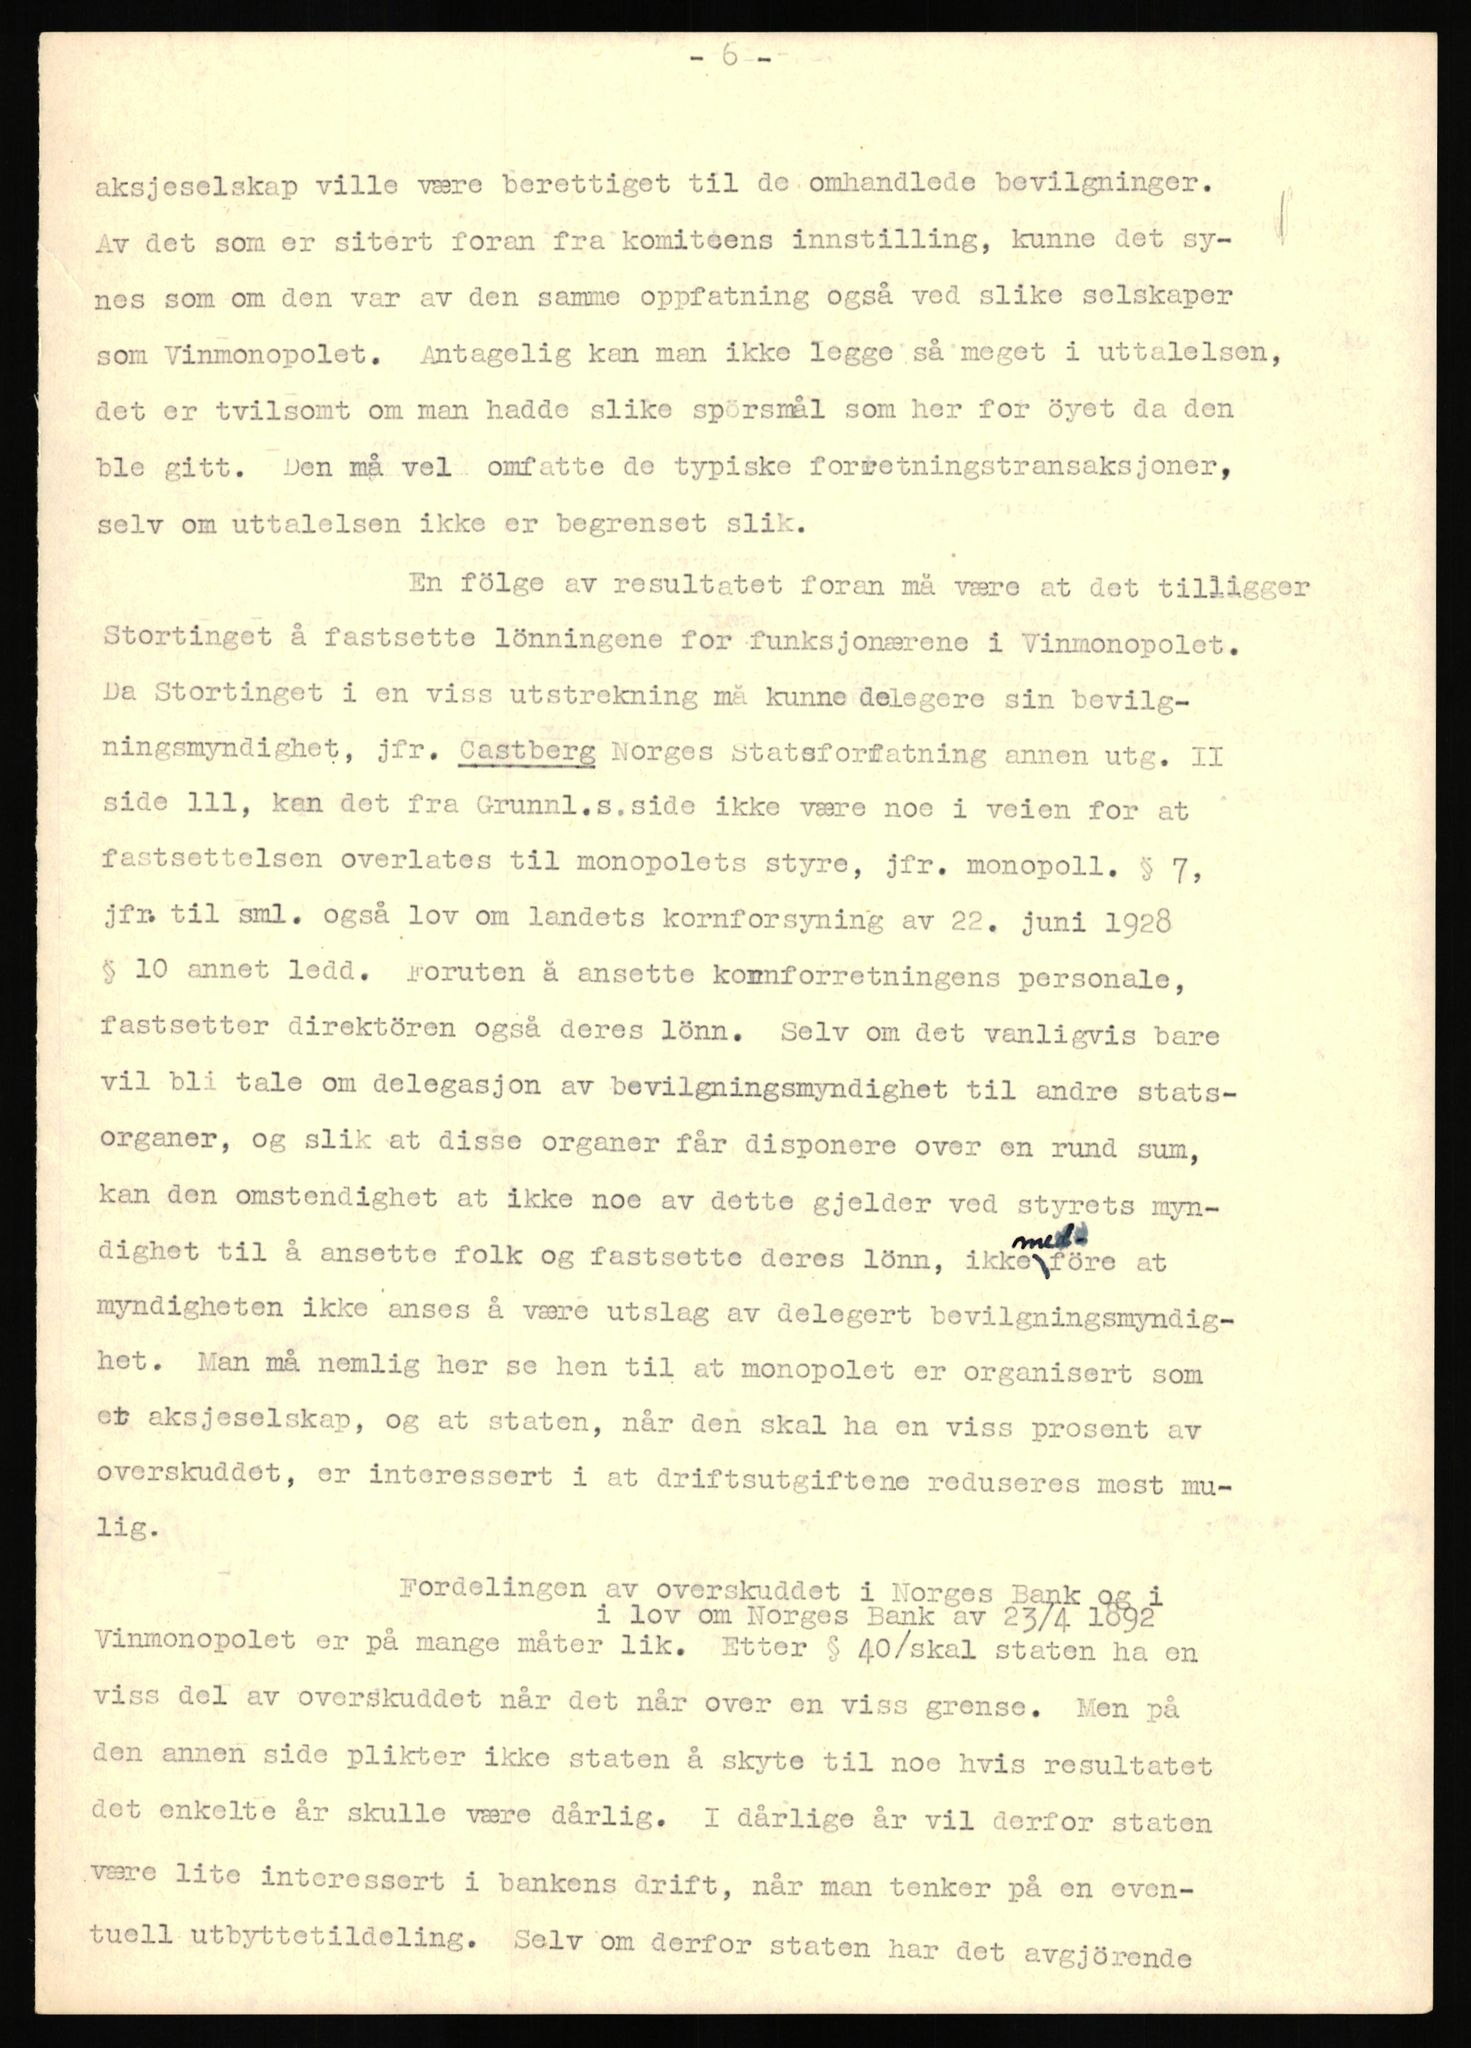 - 6 -
aksjeselskap ville være berettiget til de omhandlede bevilgninger.
Av det som er sitert foran fra komiteens innstilling, kunne det sy-
nes som om den var av den samme oppfatning også ved slike selskaper
som Vinmonopolet. Antagelig kan man ikke legge så meget i uttalelsen,
det er tvilsomt om man hadde slike spörsmål som her for öyet da den
ble gitt. Den må vel omfatte de typiske forretningstransaksjoner,
selv om uttalelsen ikke er begrenset slik.
En fölge av resultatet foran må være at det tilligger
Stortinget å fastsette lönningene for funksjonærene i Vinmonopolet.
Da Stortinget i en viss utstrekning må kunne delegere sin bevilg-
ningsmyndighet, jfr. Castberg Norges Statsforfatning annen utg. II
side 111, kan det fra Grunnl.s.side ikke være noe i veien for at
fastsettelsen overlates til monopolets styre, jfr. monopoll. § 7,
jfr. til sml. også lov om landets kornforsyning av 22. juni 1928
§ 10 annet ledd. Foruten å ansette kornforretningens personale,
fastsetter direktören også deres lönn. Selv om det vanligvis bare
vil bli tale om delegasjon av bevilgningsmyndighet til andre stats-
organer, og slik at disse organer får disponere over en rund sum,
kan den omstendighet at ikke noe av dette gjelder ved styrets myn-
med-
dighet til å ansette folk og fastsette deres lönn, ikke före at
myndigheten ikke anses å være utslag av delegert bevilgningsmyndig-
het. Man må nemlig her se hen til at monopolet er organisert som
et aksjeselskap, og at staten, når den skal ha en viss prosent av
overskuddet, er interessert i at driftsutgiftene reduseres mest mu-
lig.
Fordelingen av overskuddet i Norges Bank og i
i lov om Norges Bank av 23/4 1892
Vinmonopolet er på mange måter lik. Etter § 40/skal staten ha en
viss del av overskuddet når det når over en viss grense. Men på
den annen side plikter ikke staten å skyte til noe hvis resultatet
det enkelte år skulle være dårlig. I dårlige år vil derfor staten
være lite interessert i bankens drift, når man tenker på en even-
tuell utbyttetildeling. Selv om derfor staten har det avgjörende